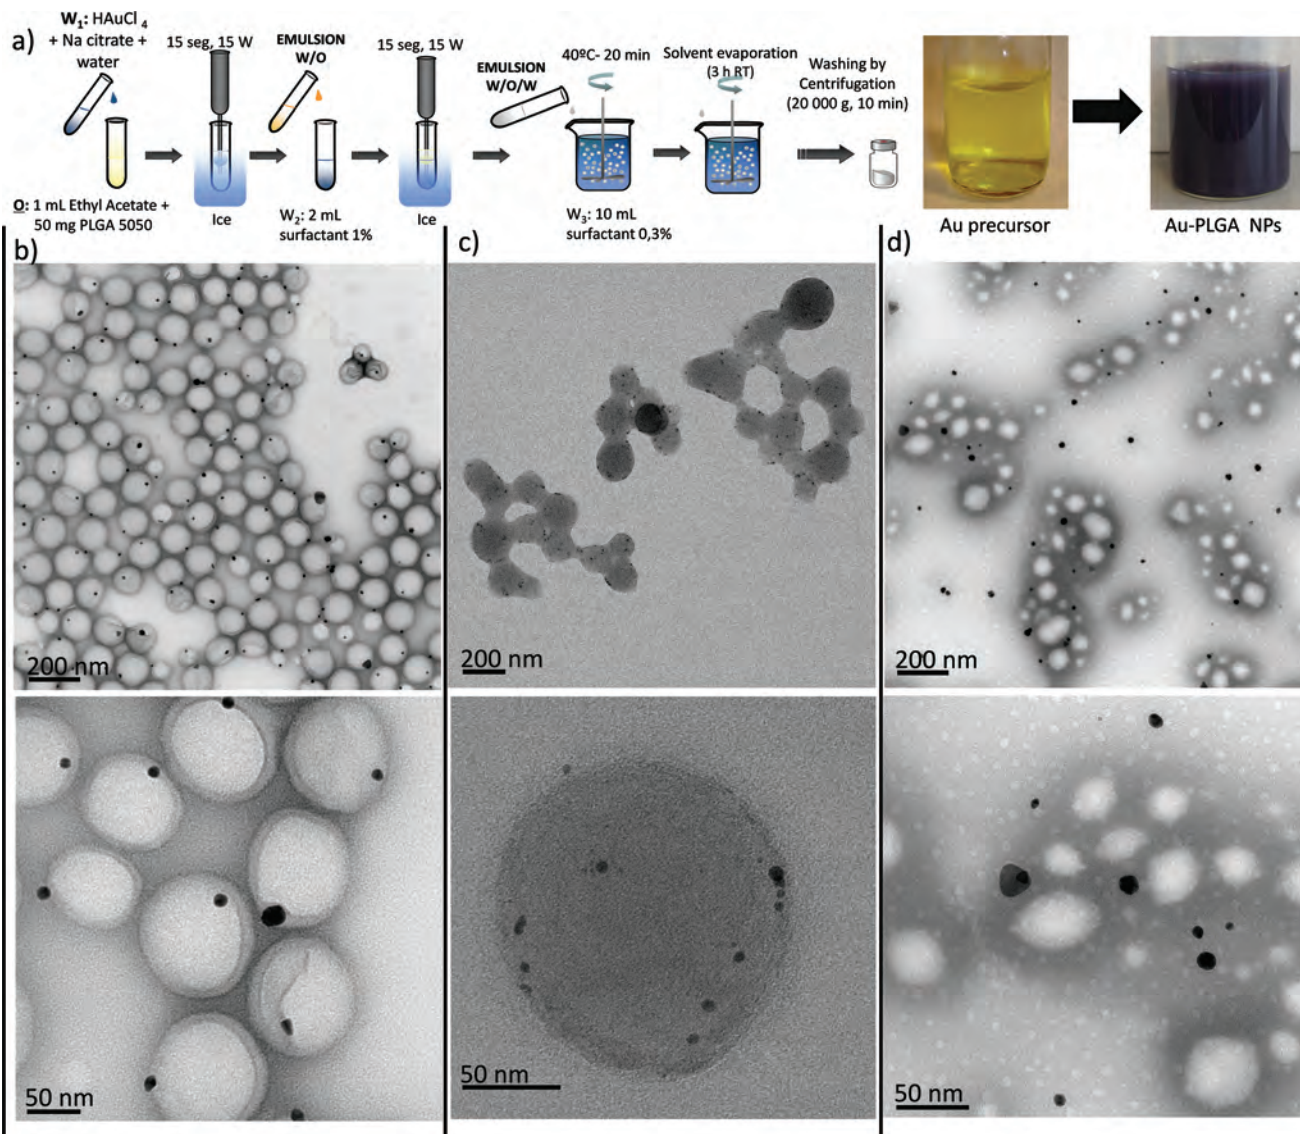 a)
W1: HAuCl 4
+ Na citrate +
water
O: 1 mL Ethyl Acetate +
50 mg PLGA 5050
15 seg, 15 W
Ice
EMULSION
W/O
W2: 2 mL
surfactant 1%
15 seg, 15 W
Ice
EMULSION
W/O/W
40ºC- 20 min
W3: 10 mL
surfactant 0,3%
Solvent evaporation
(3 h RT)
Washing by
Centrifugation
(20 000 g, 10 min)
Au precursor
Au-PLGA NPs
b)
200 nm
50 nm
c)
200 nm
50 nm
d)
200 nm
50 nm